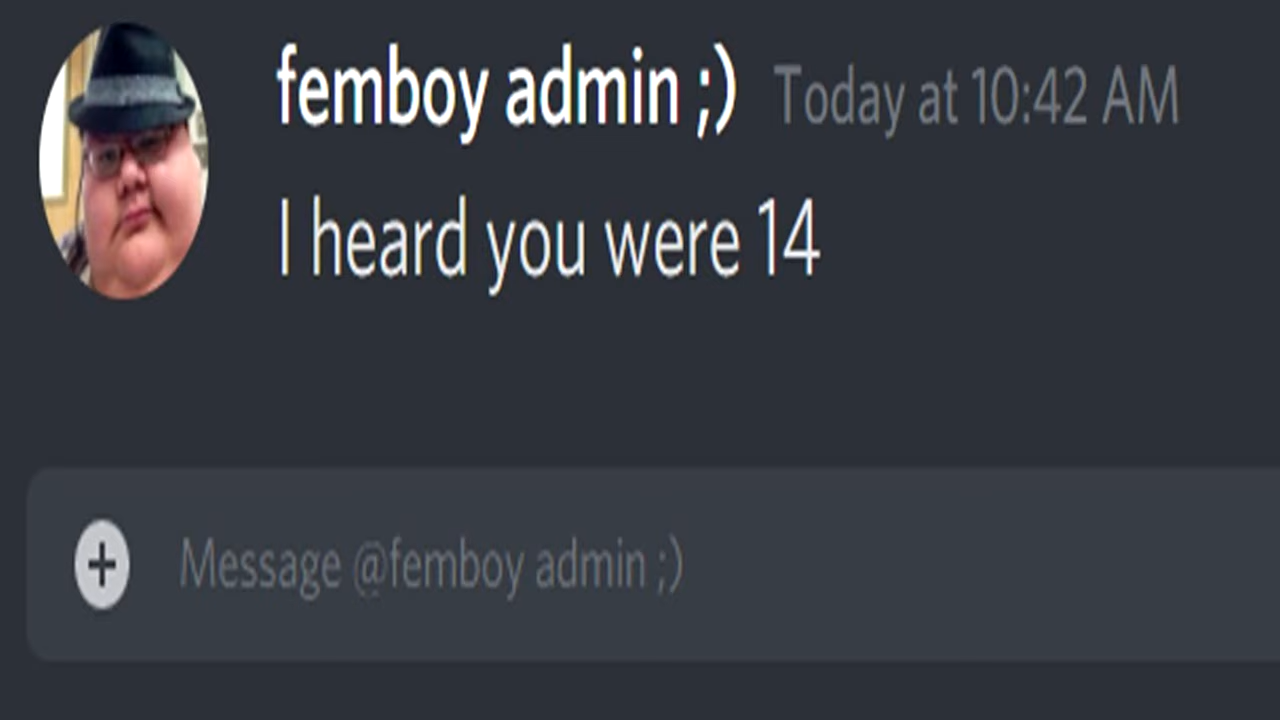 femboy admin ;) Today at 10:42 AM
I heard you were 14
Message @femboy admin ;)